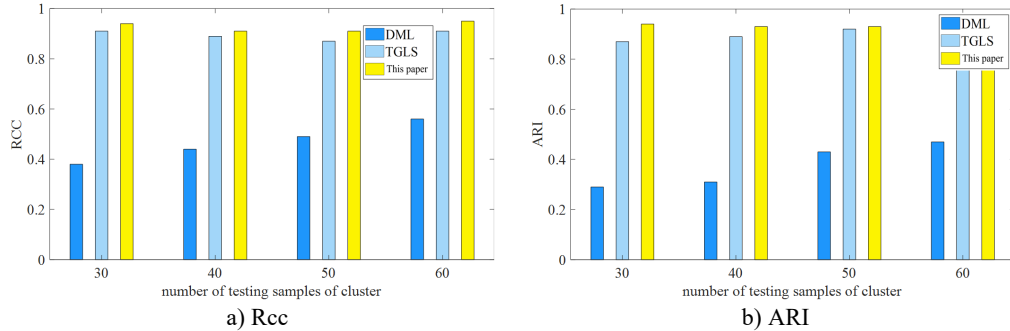 1
0.8
0.6
0.4
0.2
0
RCC
30
40
50
60
number of testing samples of cluster
DML
TGLS
This paper
a) Rcc
1
0.8
0.6
0.4
0.2
0
ARI
30
40
50
60
number of testing samples of cluster
DML
TGLS
This paper
b) ARI